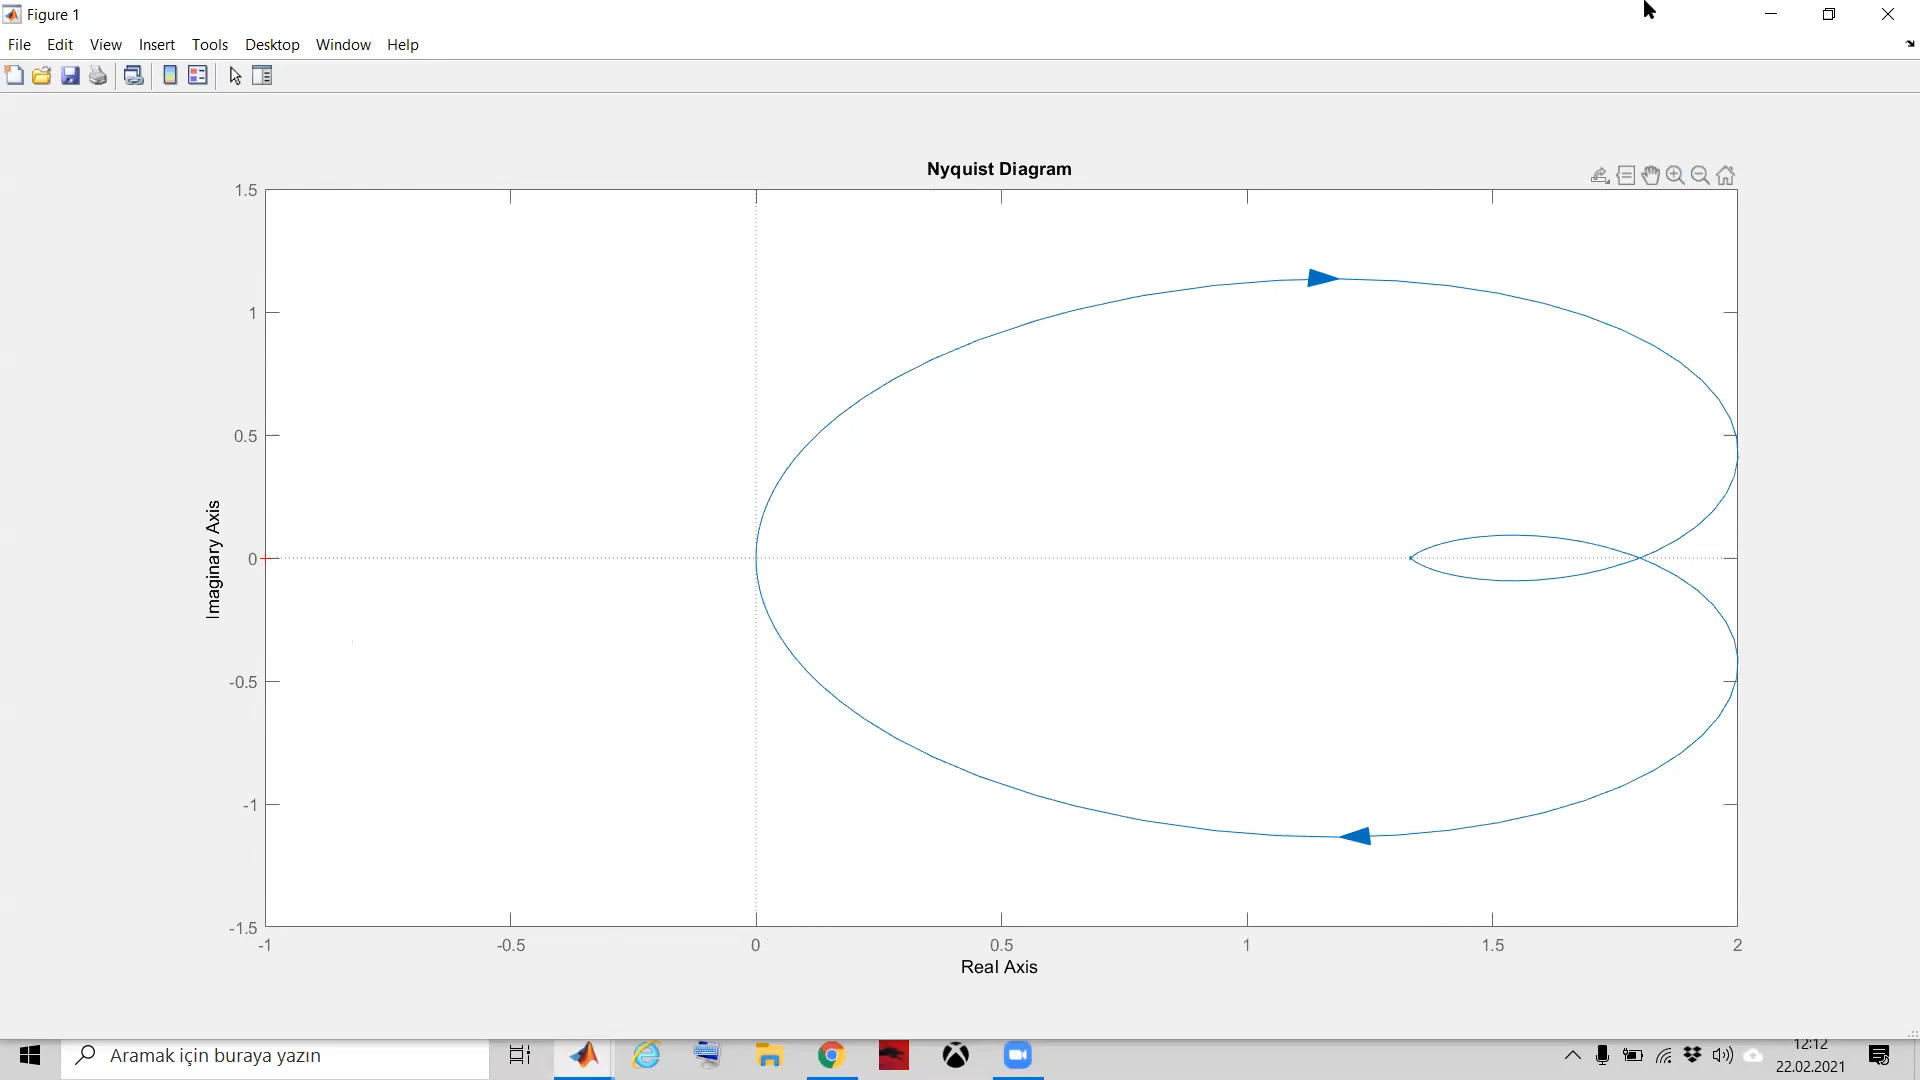 Figure 1
File Edit View Insert Tools Desktop Window Help
Nyquist Diagram
1.5
1
0.5
0
-0.5
-1
-1.5
Imaginary Axis
-1 -0.5 0 0.5 1 1.5 2
Real Axis
Aramak için buraya yazın
12:12
22.02.2021